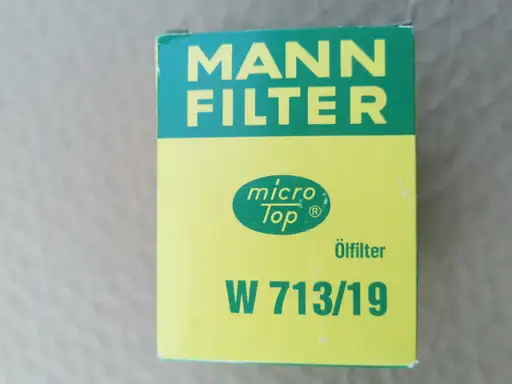 MANN
FILTER
micro
Top ®
Ölfilter
W 713/19